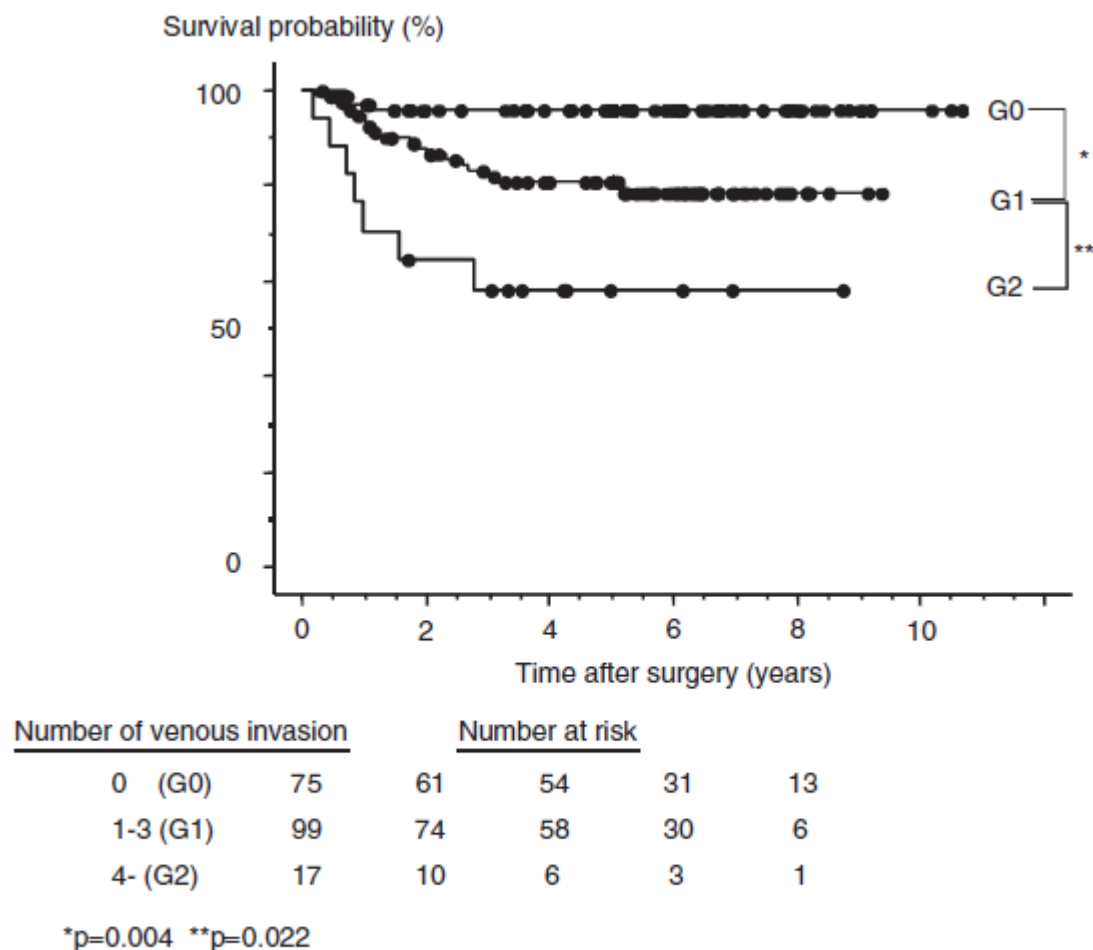 Survival probability (%)
100
50
0
G0
G1
G2
*
**
0 2 4 6 8 10
Time after surgery (years)
Number of venous invasion Number at risk
0 (G0) 75 61 54 31 13
1-3 (G1) 99 74 58 30 6
4- (G2) 17 10 6 3 1
*p=0.004 **p=0.022